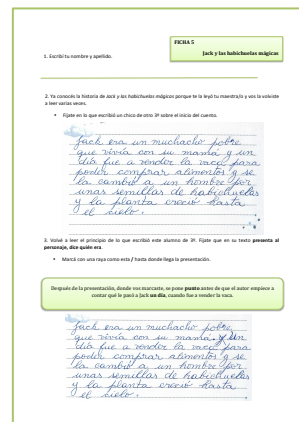 FICHA 5
Jack y las habichuelas mágicas
1. Escribí tu nombre y apellido.
2. Ya conocés la historia de Jack y las habichuelas mágicas porque te la leyó tu maestra/o y vos la volviste
a leer varias veces.
• Fijate en lo que escribió un chico de otro 3º sobre el inicio del cuento.
Jack era un muchacho pobre
que vivía con su mamá y un
día fue a vender la vaca para
poder comprar alimentos y se
la cambió a un hombre por
unas semillas de habichuelas
y la planta creció hasta
el cielo.
3. Volvé a leer el principio de lo que escribió este alumno de 3º. Fijate que en su texto presenta al
personaje, dice quién era.
• Marcá con una raya como esta / hasta donde llega la presentación.
Después de la presentación, donde vos marcaste, se pone punto antes de que el autor empiece a
contar qué le pasó a Jack un día, cuando fue a vender la vaca.
Jack era un muchacho pobre
que vivía con su mamá. y un
día fue a vender la vaca para
poder comprar alimentos y se
la cambió a un hombre por
unas semillas de habichuelas
y la planta creció hasta
el cielo.